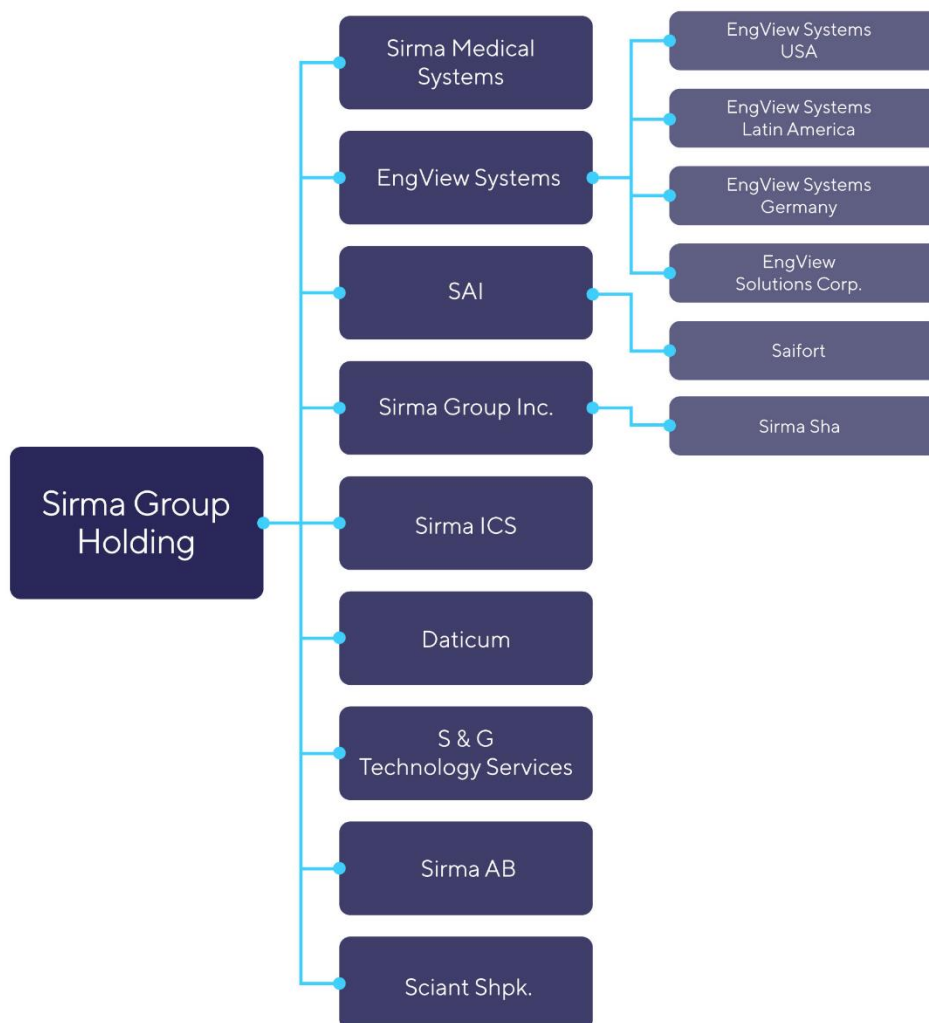 Sirma Group
Holding
Sirma Medical
Systems
EngView Systems
SAI
Sirma Group Inc.
Sirma ICS
Daticum
S & G
Technology Services
Sirma AB
Sciant Shpk.
EngView Systems
USA
EngView Systems
Latin America
EngView Systems
Germany
EngView
Solutions Corp.
Saifort
Sirma Sha